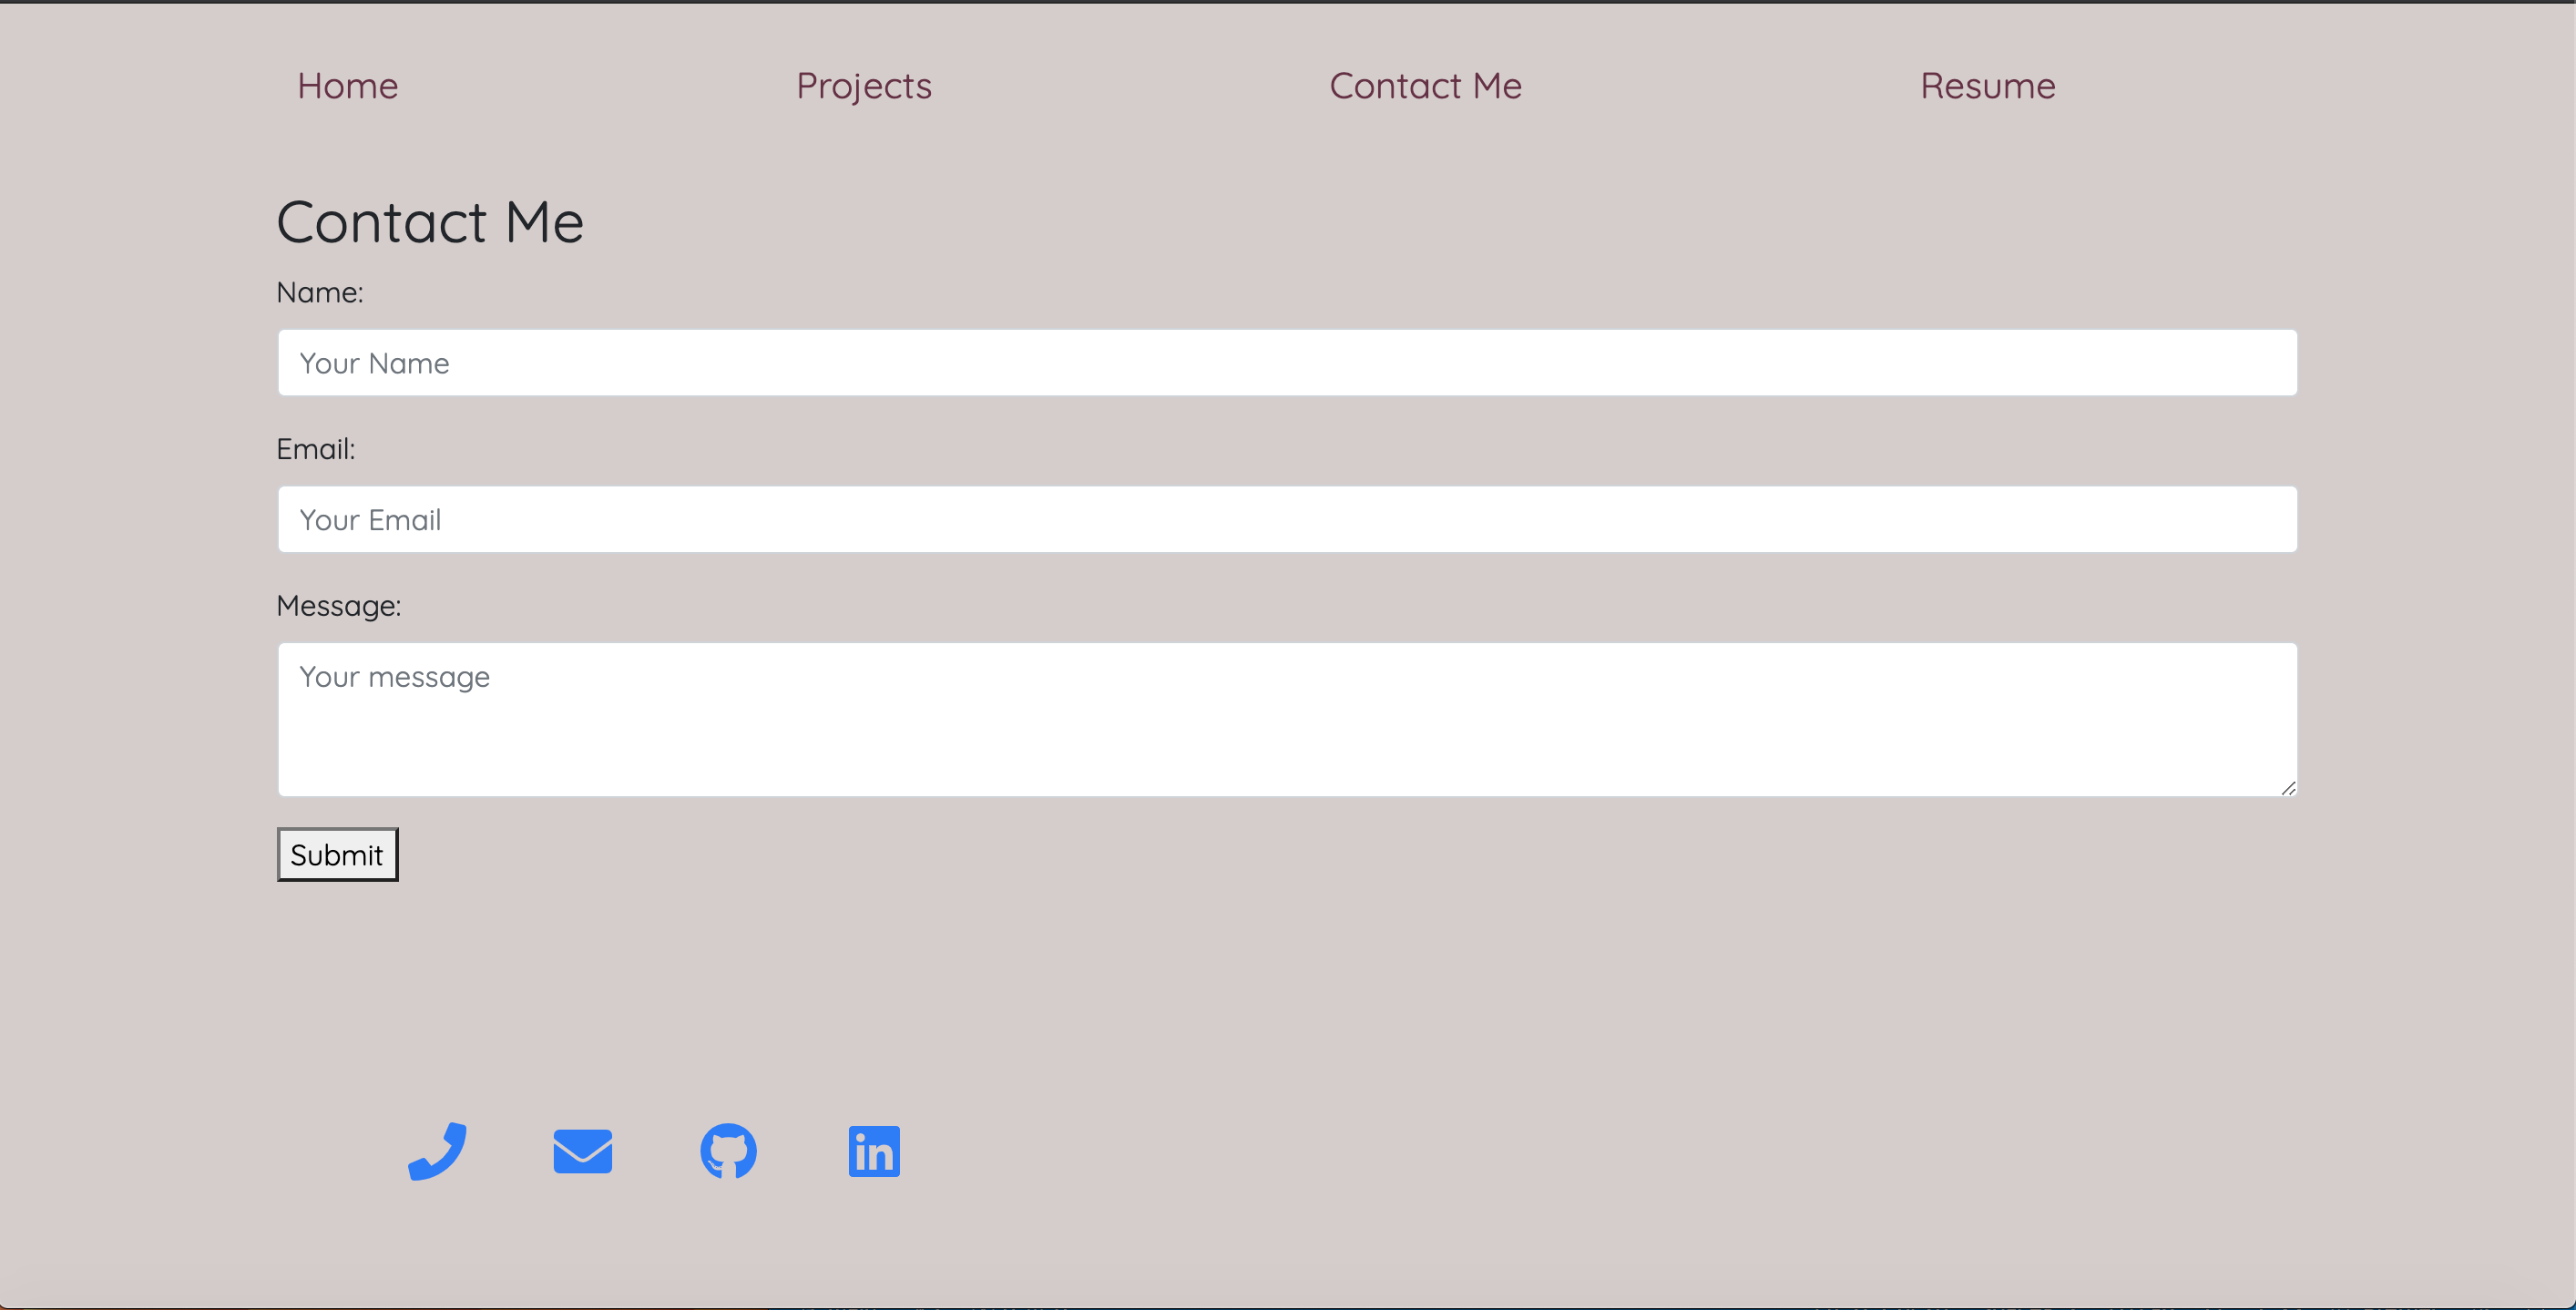 Home Projects Contact Me Resume
Contact Me
Name:
Your Name
Email:
Your Email
Message:
Your message
Submit
in